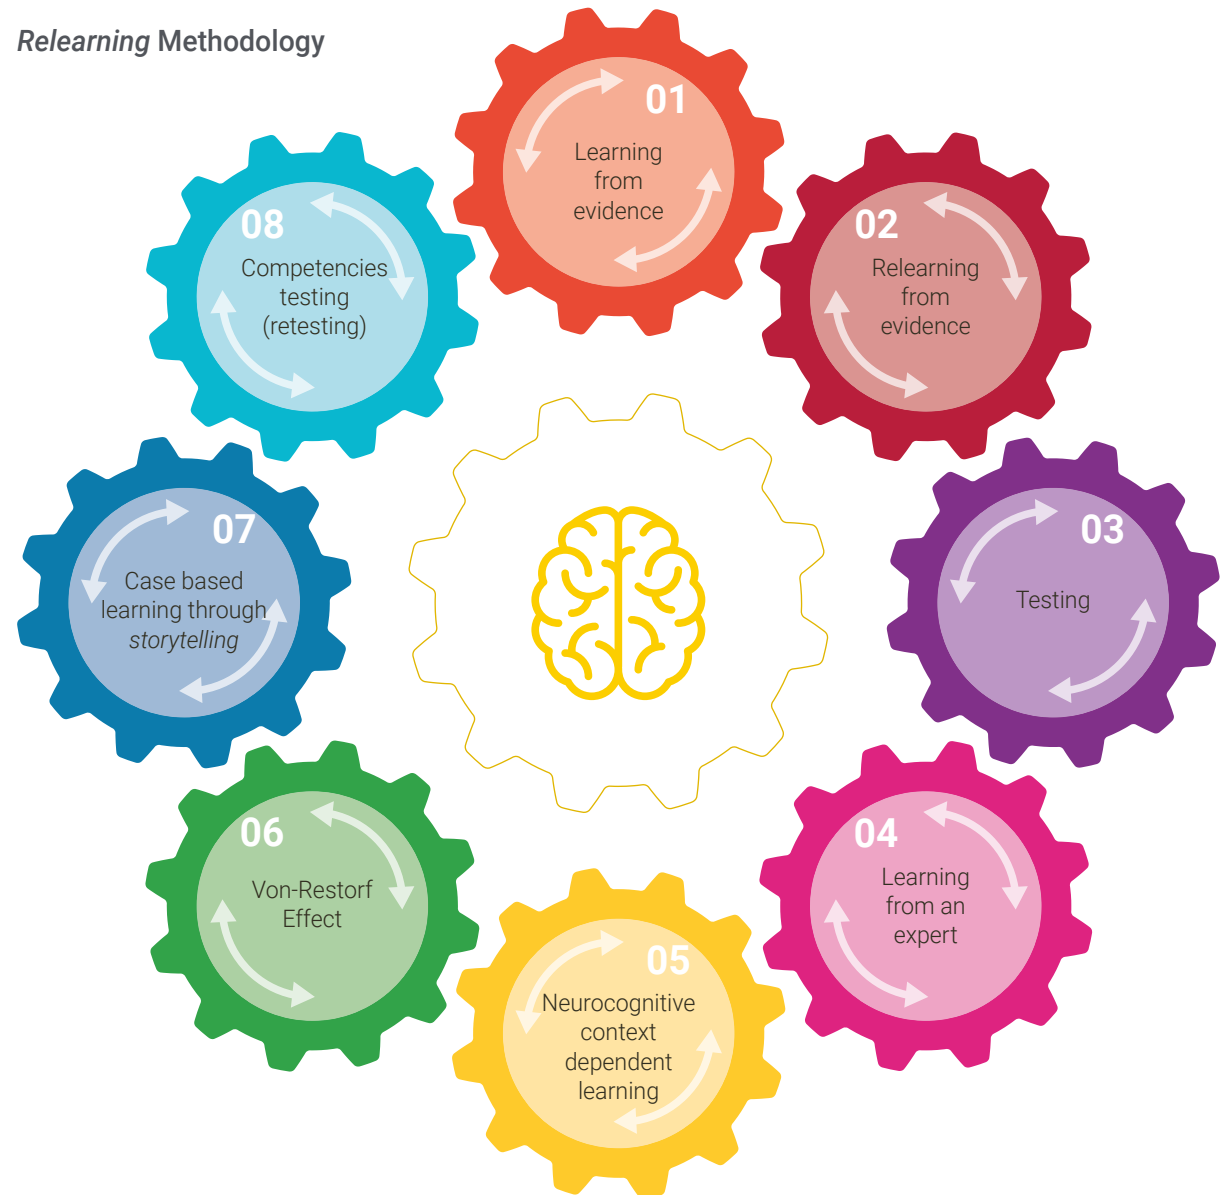 Relearning Methodology
01
Learning
from
evidence
02
Relearning
from
evidence
03
Testing
04
Learning
from an
expert
05
Neurocognitive
context
dependent
learning
06
Von-Restorf
Effect
07
Case based
learning through
storytelling
08
Competencies
testing
(retesting)